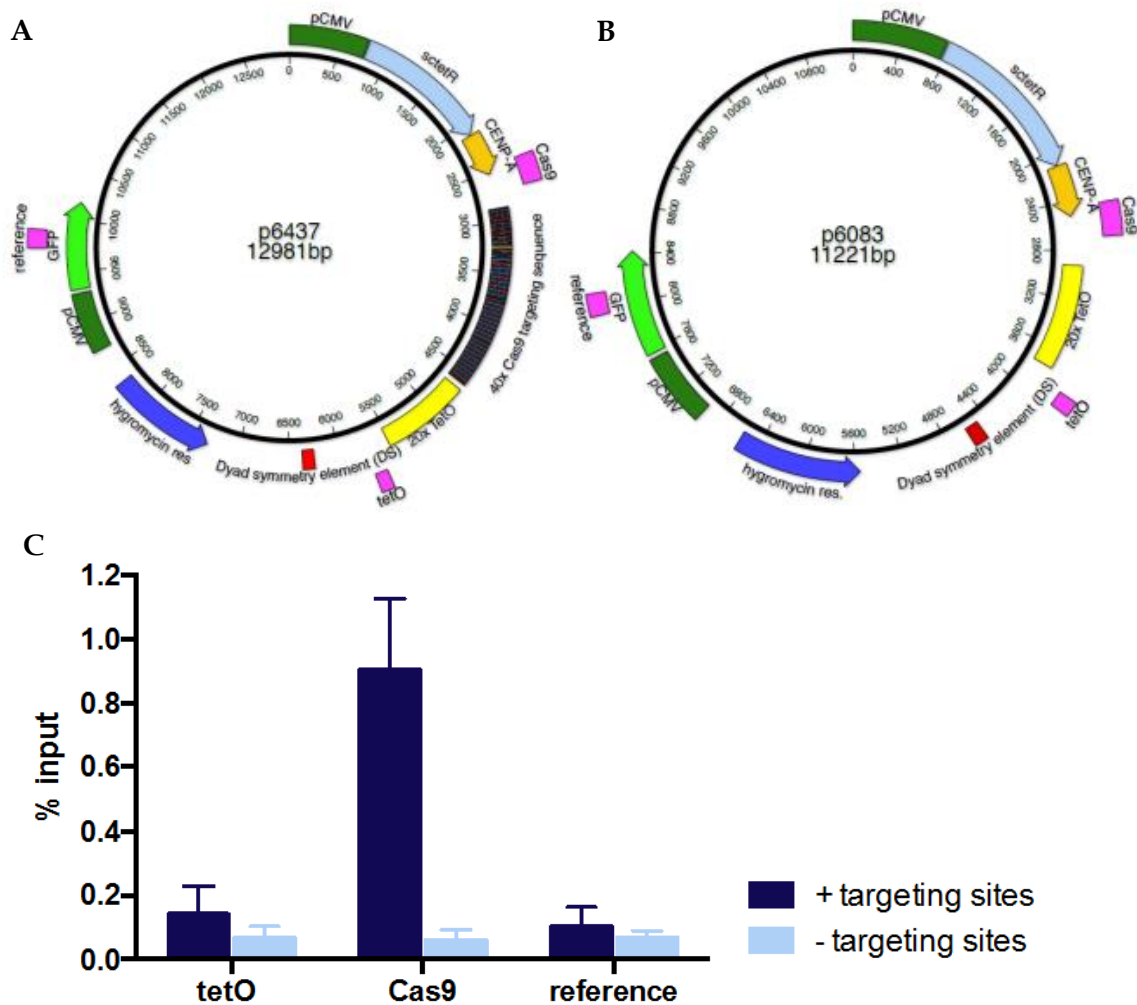 A
pCMV
sctetR
CENP-A
Cas9
40x Cas9 targeting sequence
20x TetO
tetO
Dyad symmetry element (DS)
hygromycin res.
pCMV
GFP
reference
p6437
12981bp
0
500
1000
1500
2000
2500
3000
3500
4000
4500
5000
5500
6000
6500
7000
7500
8000
8500
9000
9500
10000
10500
11000
11500
12000
12500
B
pCMV
sctetR
CENP-A
Cas9
20x TetO
tetO
Dyad symmetry element (DS)
hygromycin res.
pCMV
GFP
reference
p6083
11221bp
0
400
800
1200
1600
2000
2400
2800
3200
3600
4000
4400
4800
5200
5600
6000
6400
6800
7200
7600
8000
8400
8800
9200
9600
10000
10400
10800
C
% input
1.2
1.0
0.8
0.6
0.4
0.2
0.0
tetO Cas9 reference
+ targeting sites
- targeting sites